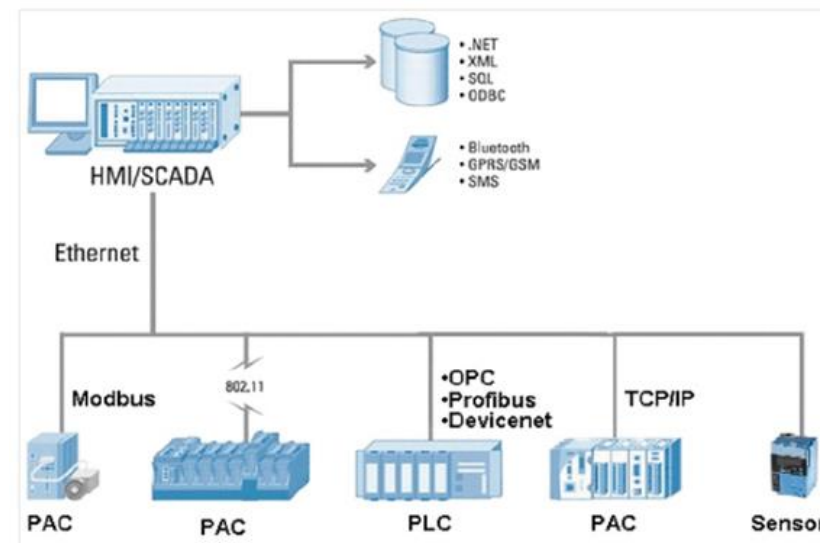 • .NET
• XML
• SQL
• ODBC
• Bluetooth
• GPRS/GSM
• SMS
HMI/SCADA
Ethernet
Modbus
802.11
•OPC
•Profibus
•Devicenet
TCP/IP
PAC
PAC
PLC
PAC
Sensor